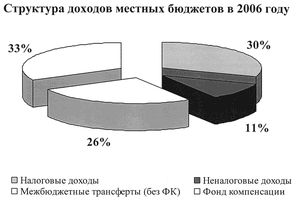 Структура доходов местных бюджетов в 2006 году
33%
30%
26%
11%
Налоговые доходы
Неналоговые доходы
Межбюджетные трансферты (без ФК)
Фонд компенсации